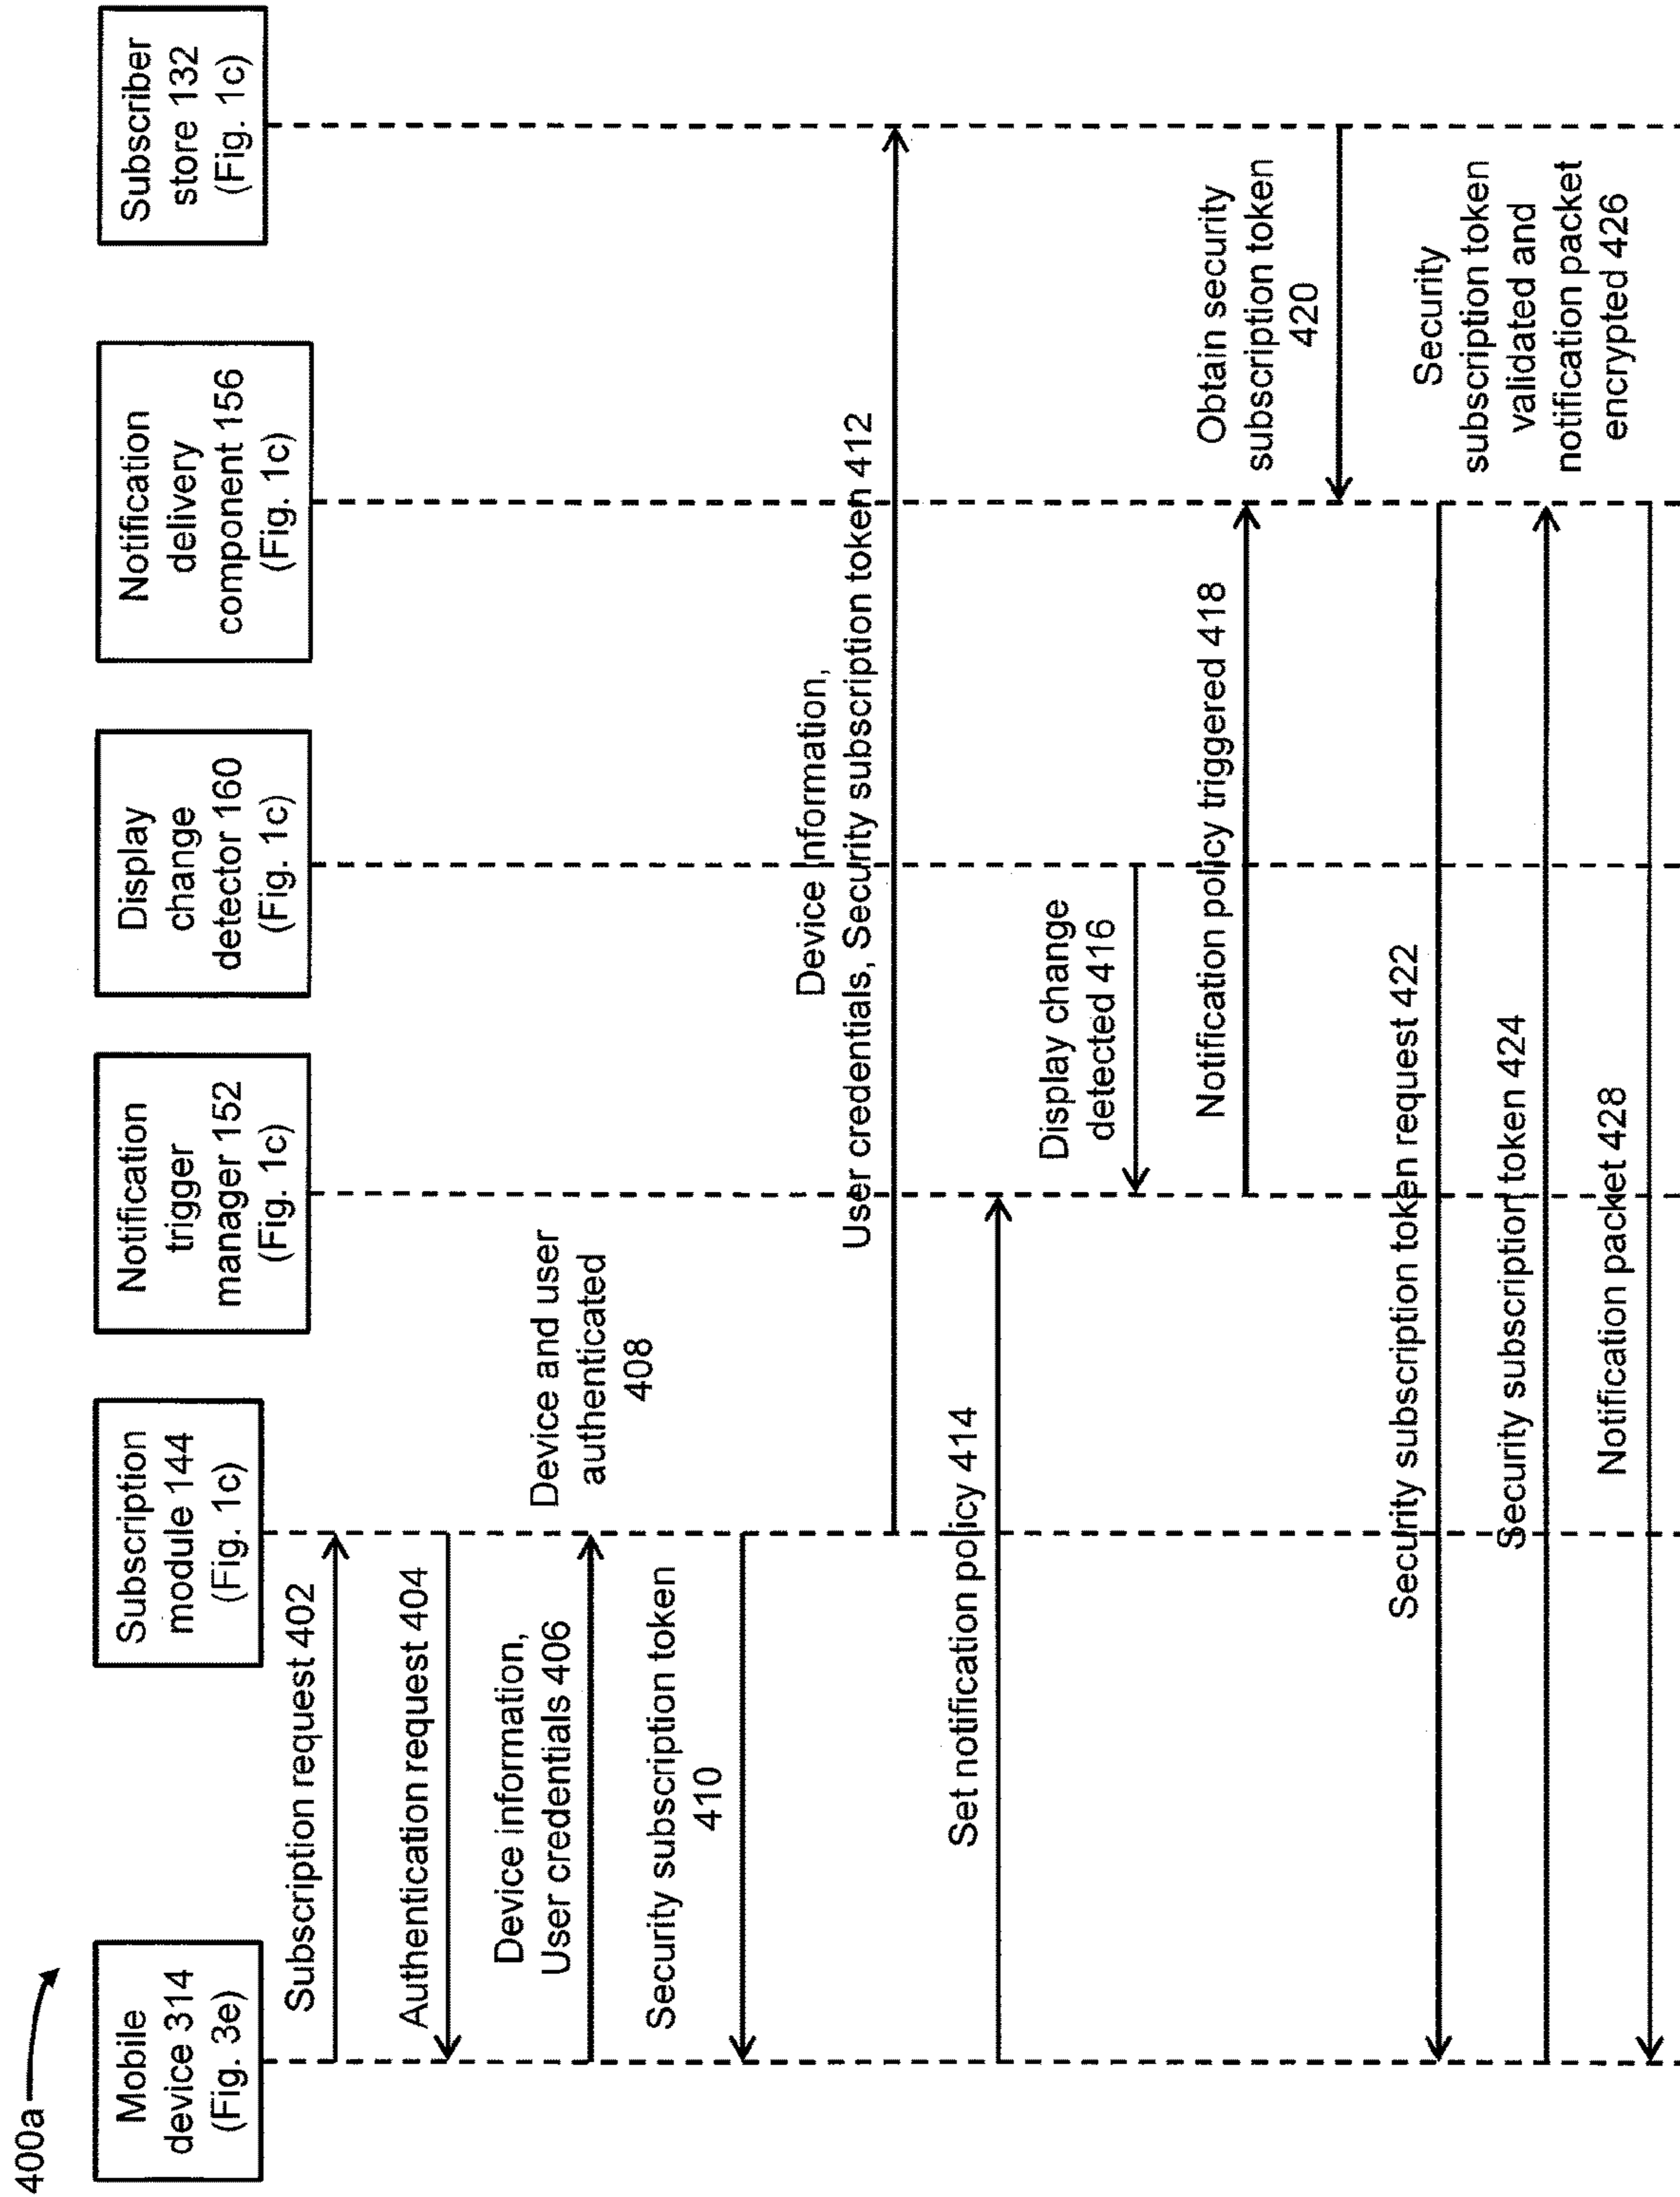 400a
Mobile
device 314
(Fig. 3e)
Subscription
module 144
(Fig. 1c)
Notification
trigger
manager 152
(Fig. 1c)
Display
change
detector 160
(Fig. 1c)
Notification
delivery
component 156
(Fig. 1c)
Subscriber
store 132
(Fig. 1c)
Subscription request 402
Authentication request 404
Device information,
User credentials 406
Device and user
authenticated
408
Security subscription token
410
Device Information,
User credentials, Security subscription token 412
Set notification policy 414
Display change
detected 416
Notification policy triggered 418
Obtain security
subscription token
420
Security subscription token request 422
Security subscription token 424
Security
subscription token
validated and
notification packet
encrypted 426
Notification packet 428